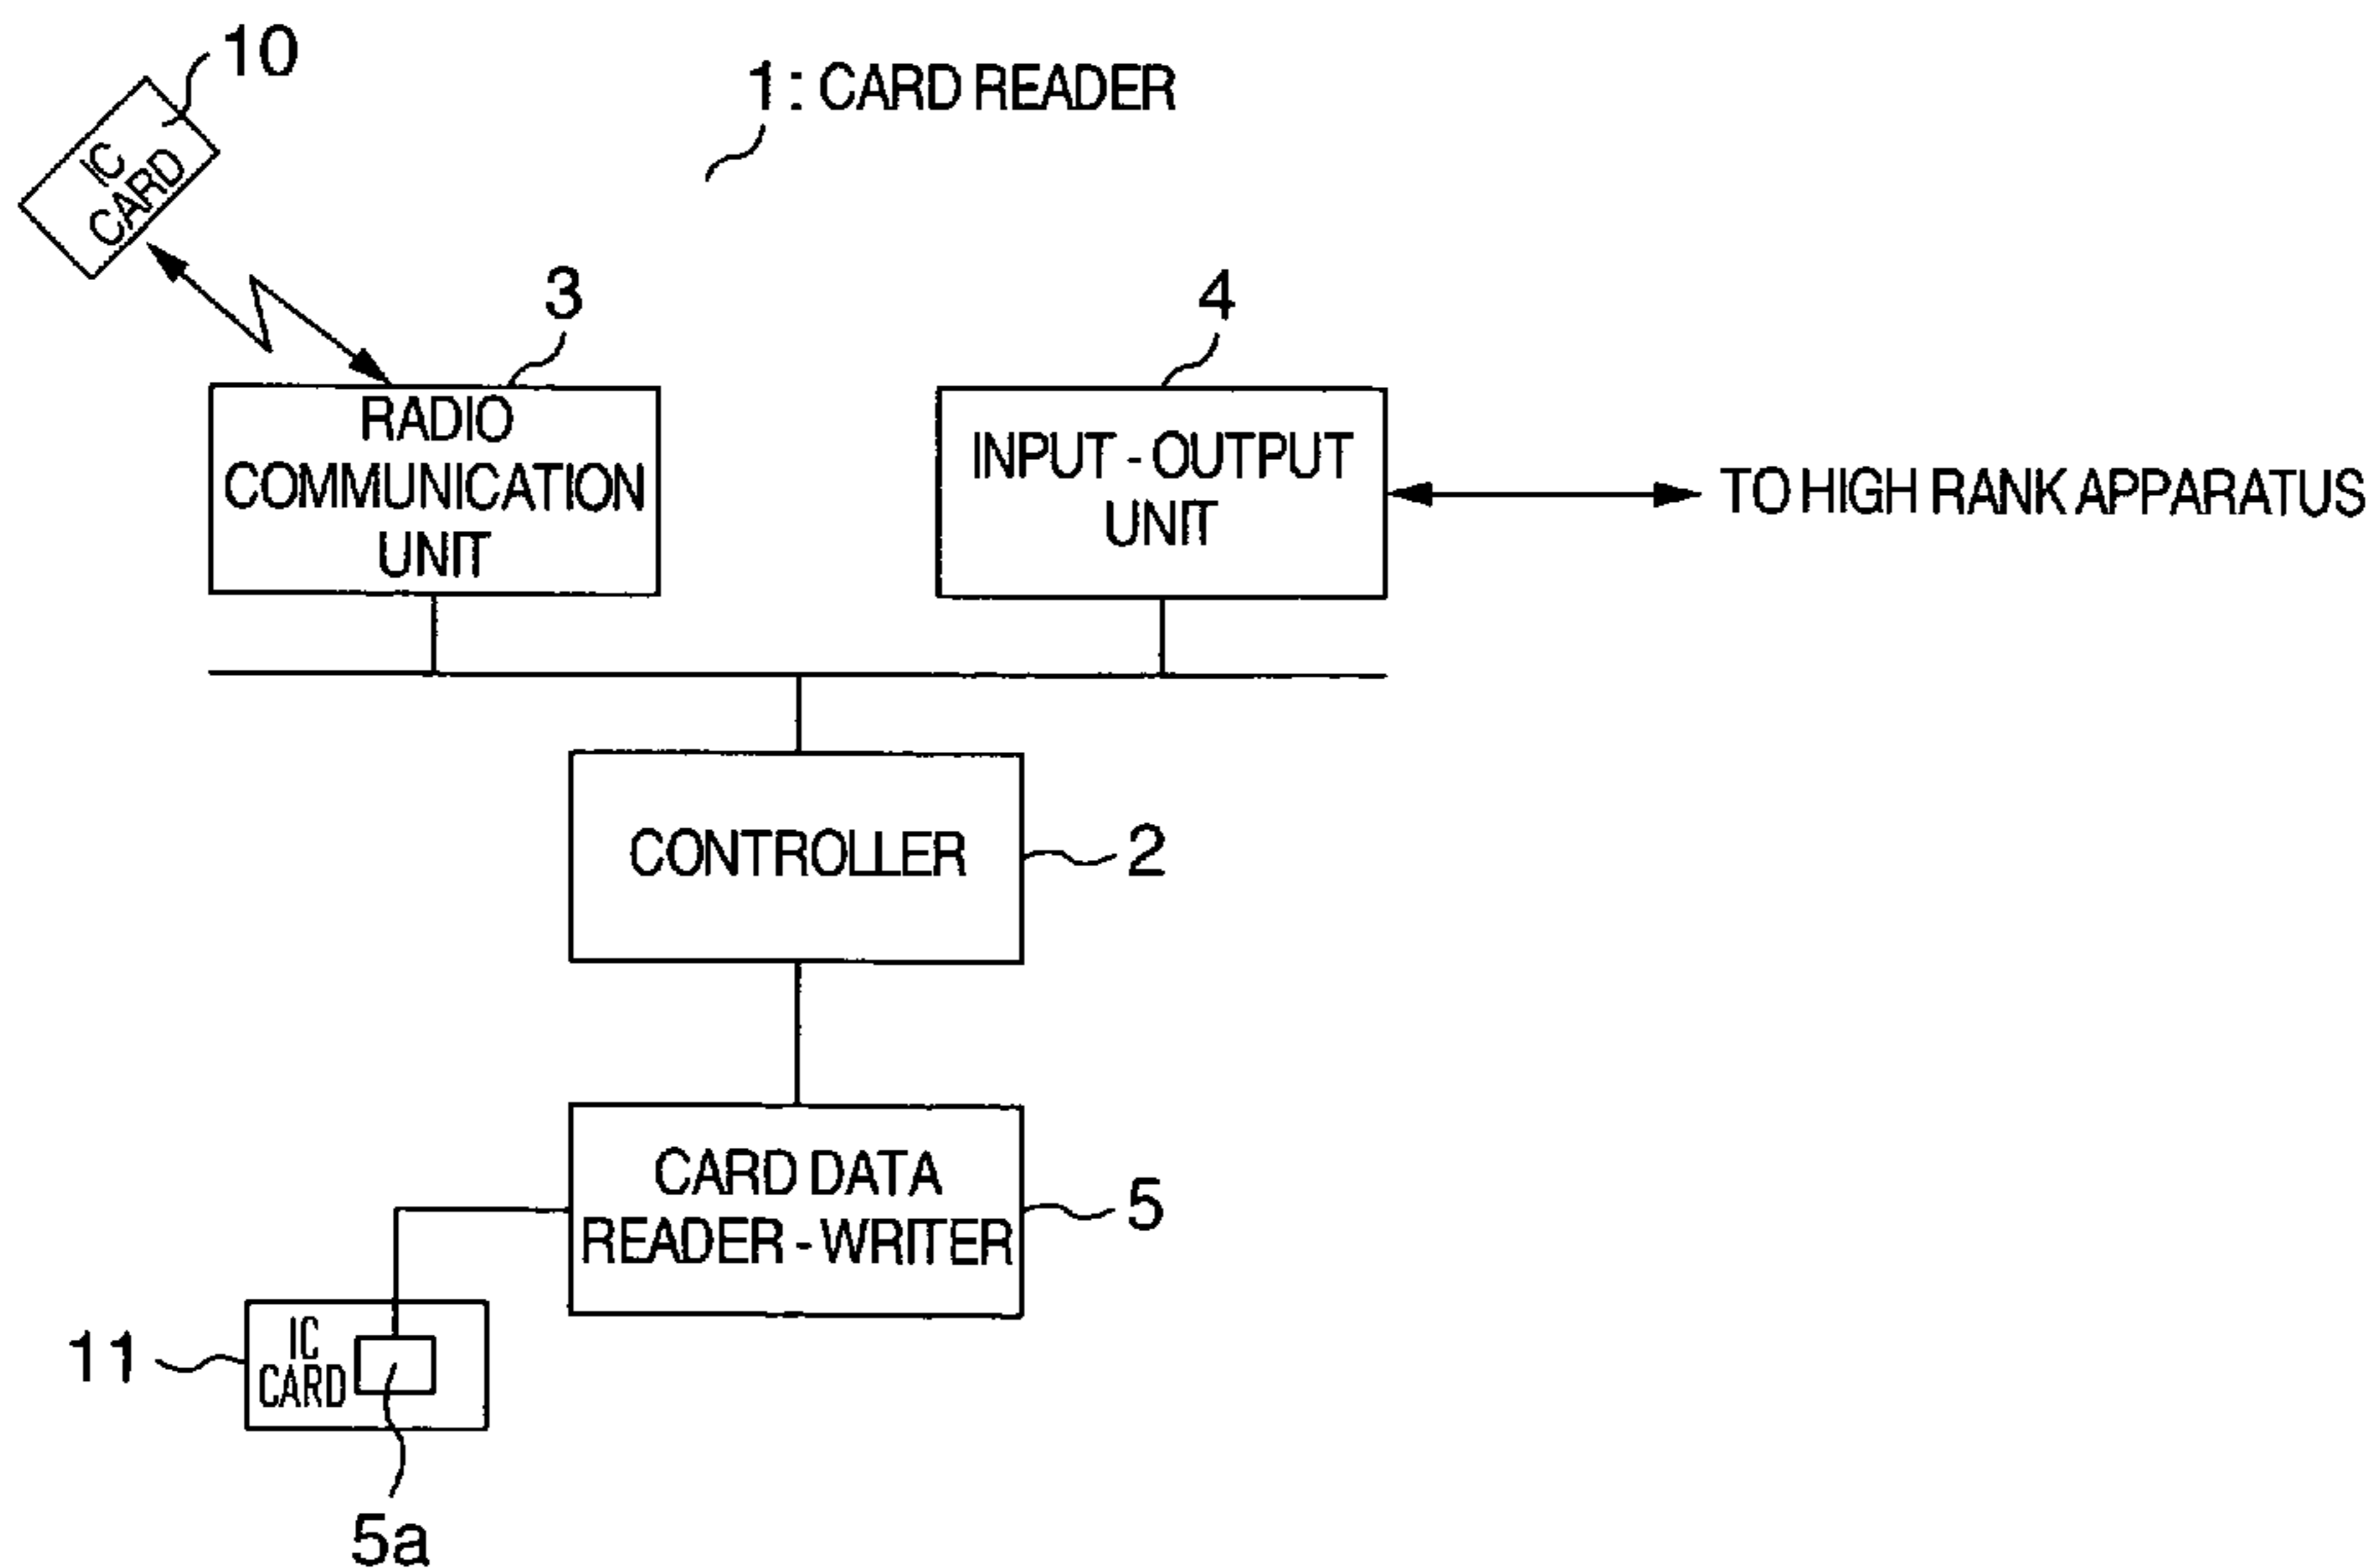 10
1: CARD READER
IC
CARD
3
4
RADIO
COMMUNICATION
UNIT
INPUT - OUTPUT
UNIT
TO HIGH RANK APPARATUS
CONTROLLER
2
CARD DATA
READER - WRITER
5
11
IC
CARD
5a